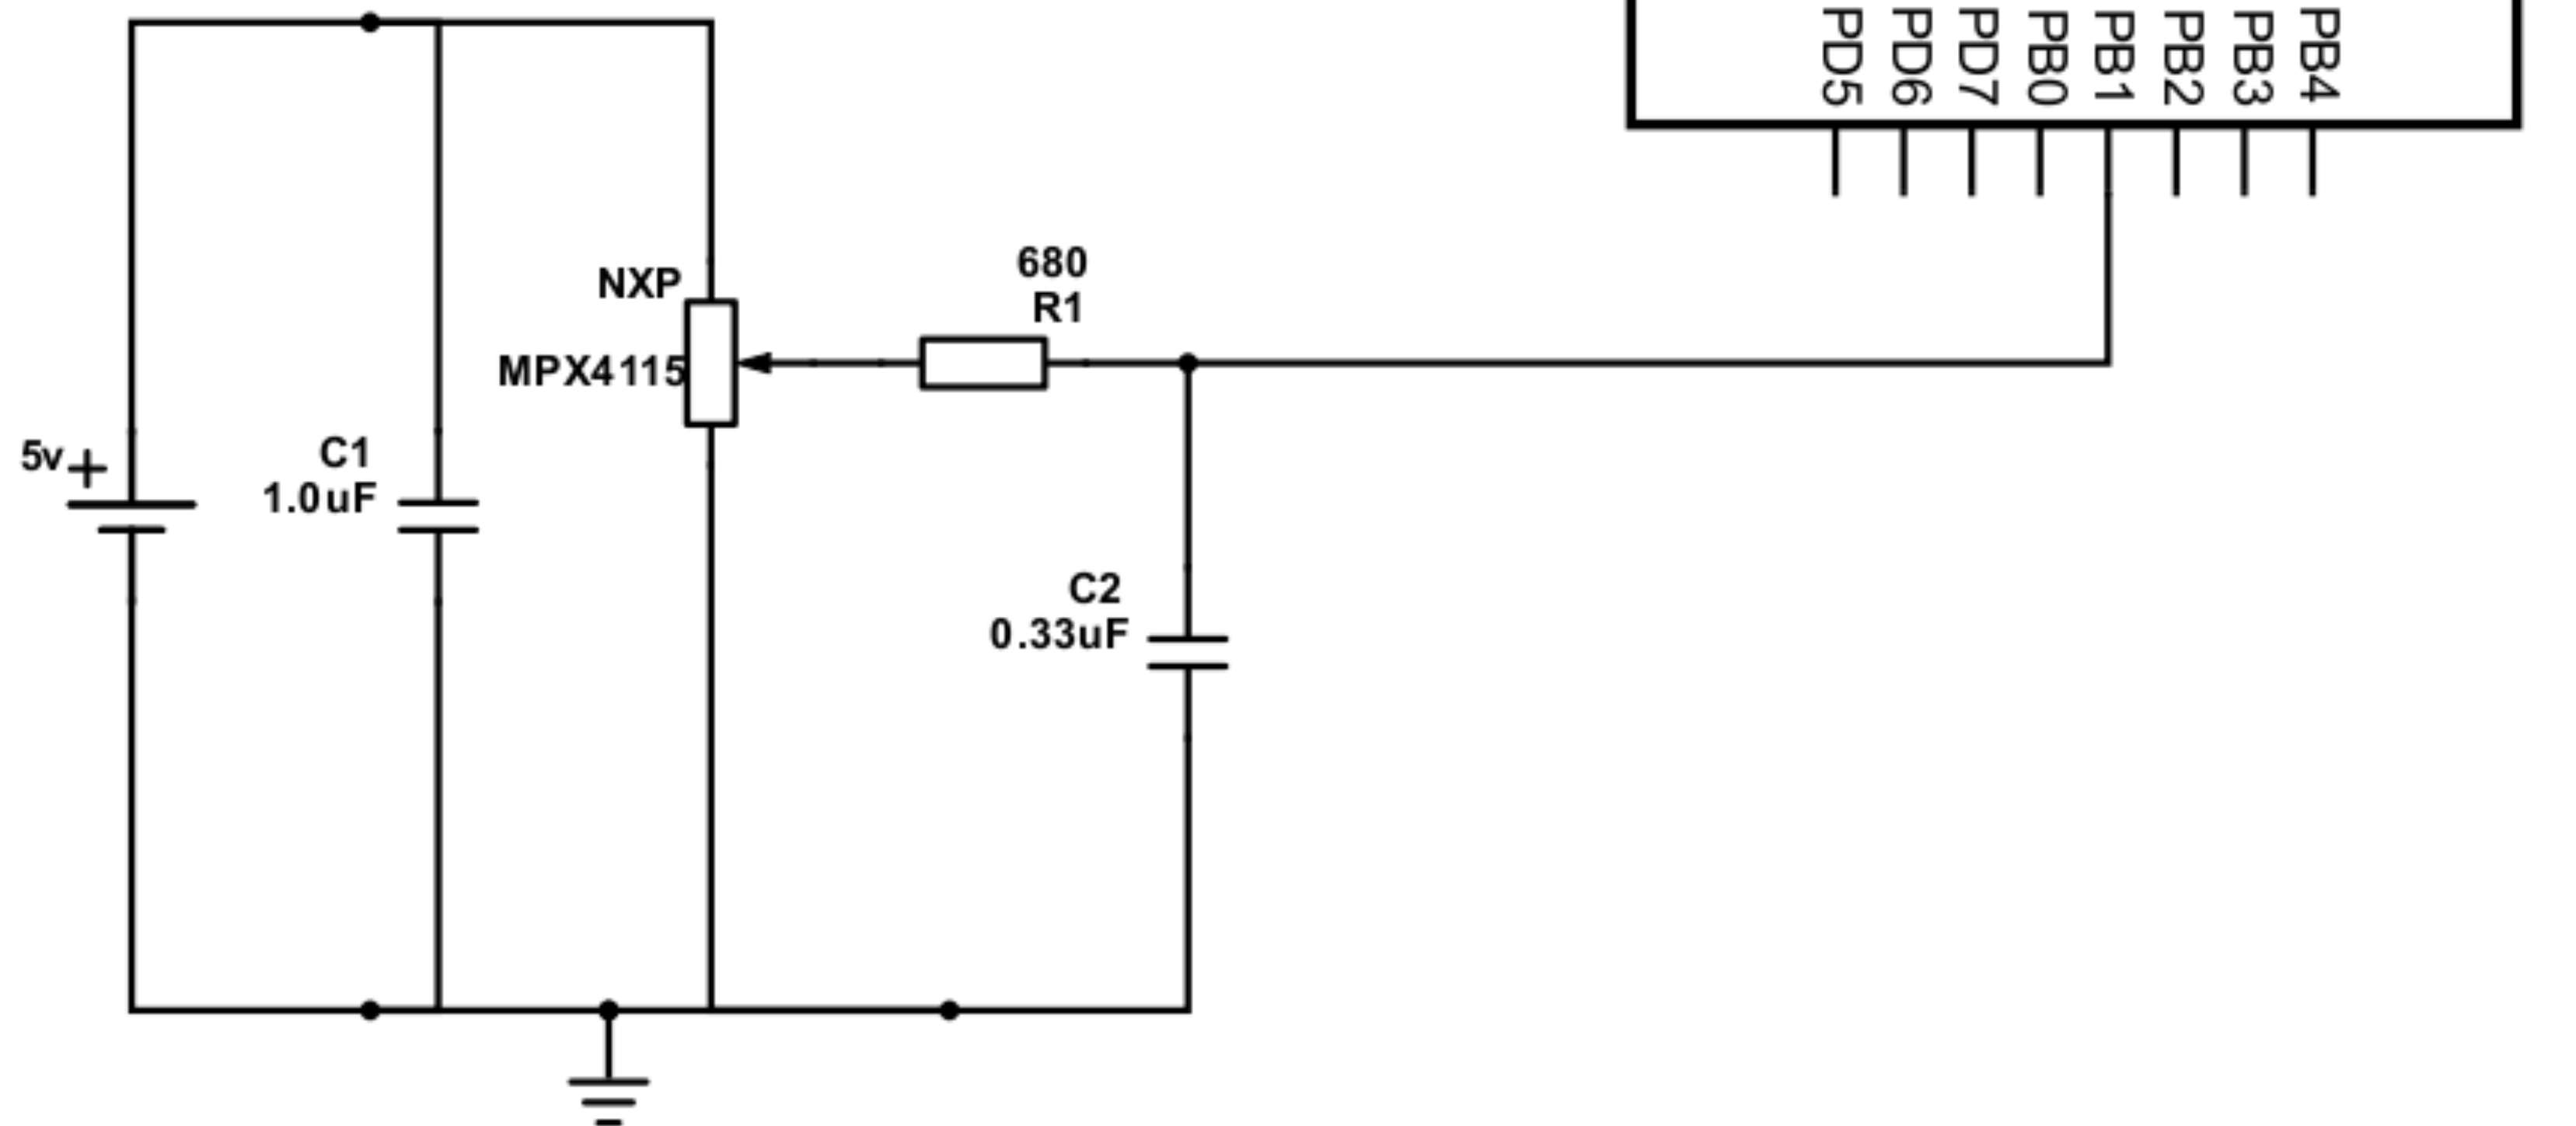 PD5
PD6
PD7
PB0
PB1
PB2
PB3
PB4
680
R1
NXP
MPX4115
5v+
C1
1.0uF
C2
0.33uF